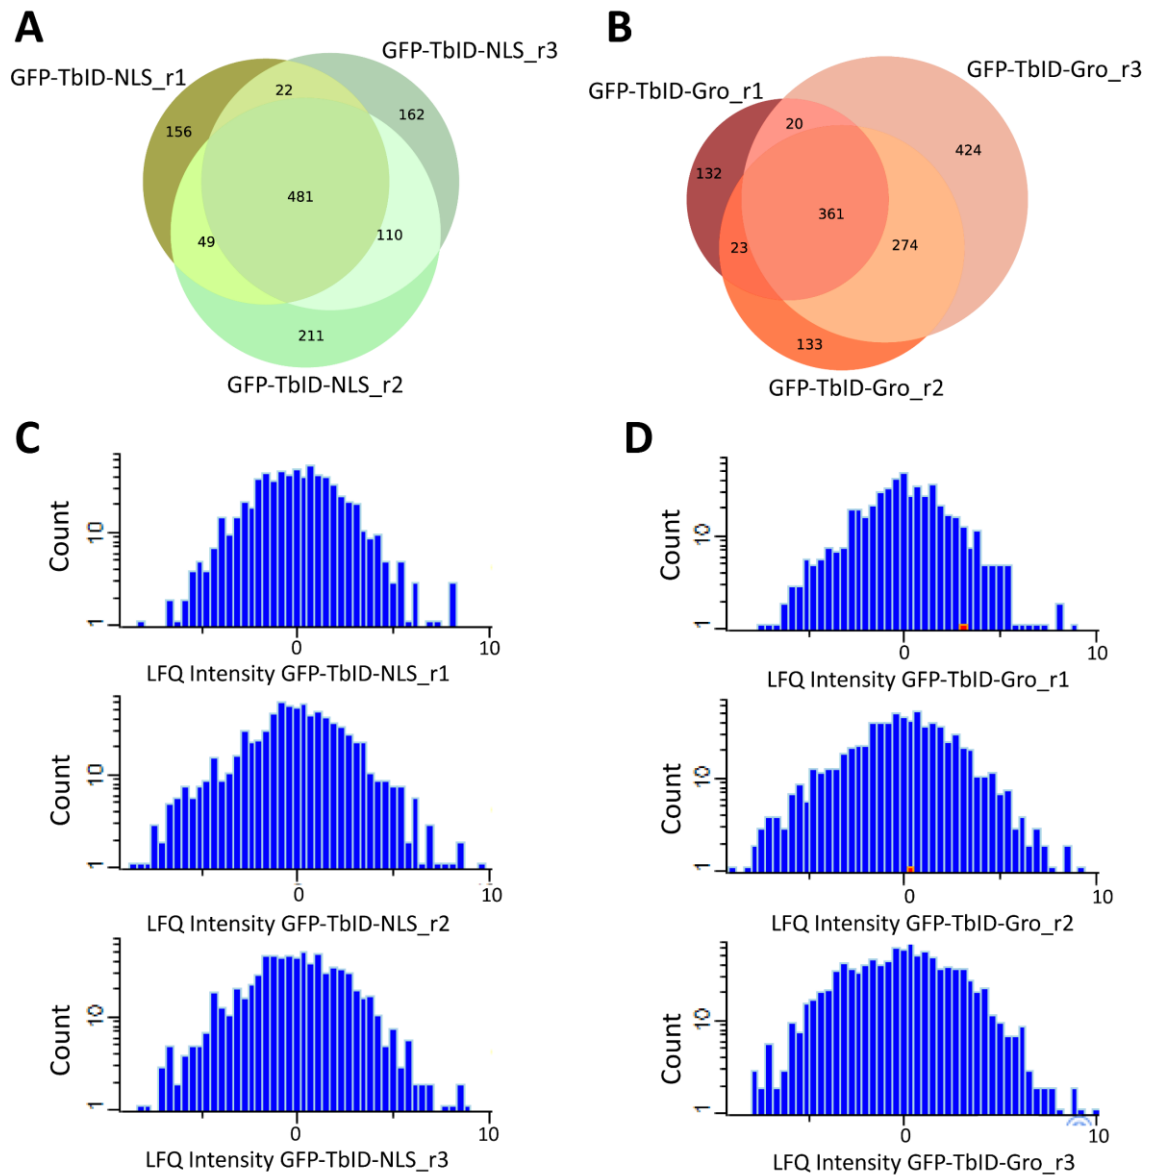 A
B
GFP-TbID-NLS_r3
GFP-TbID-NLS_r1
GFP-TbID-Gro_r3
GFP-TbID-Gro_r1
22
162
156
481
49
110
211
GFP-TbID-NLS_r2
20
424
132
361
23
274
133
GFP-TbID-Gro_r2
C
D
Count
10
1
0
10
LFQ Intensity GFP-TbID-NLS_r1
Count
10
1
0
10
LFQ Intensity GFP-TbID-Gro_r1
Count
10
1
0
10
LFQ Intensity GFP-TbID-NLS_r2
Count
10
1
0
10
LFQ Intensity GFP-TbID-Gro_r2
Count
10
1
0
10
LFQ Intensity GFP-TbID-NLS_r3
Count
10
1
0
10
LFQ Intensity GFP-TbID-Gro_r3